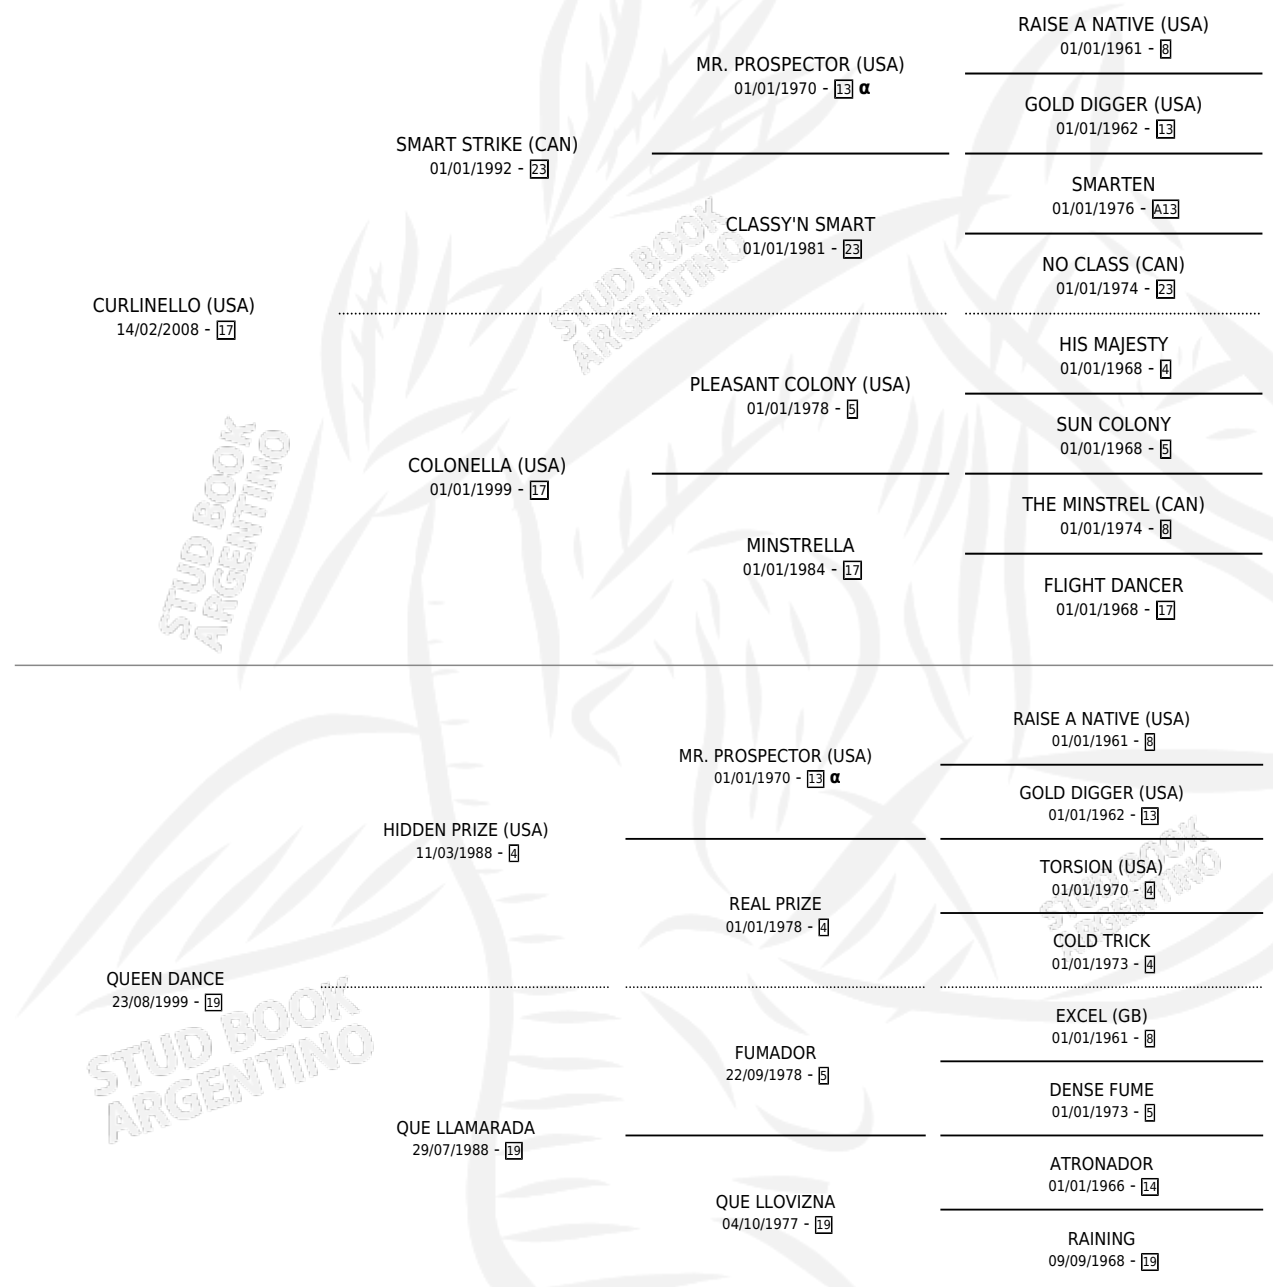 RAISE A NATIVE (USA)
01/01/1961 - 8
MR. PROSPECTOR (USA)
01/01/1970 - 13 α
GOLD DIGGER (USA)
01/01/1962 - 13
SMART STRIKE (CAN)
01/01/1992 - 23
SMARTEN
01/01/1976 - A13
CLASSY'N SMART
01/01/1981 - 23
NO CLASS (CAN)
01/01/1974 - 23
CURLINELLO (USA)
14/02/2008 - 17
HIS MAJESTY
01/01/1968 - 4
PLEASANT COLONY (USA)
01/01/1978 - 5
SUN COLONY
01/01/1968 - 5
COLONELLA (USA)
01/01/1999 - 17
THE MINSTREL (CAN)
01/01/1974 - 8
MINSTRELLA
01/01/1984 - 17
FLIGHT DANCER
01/01/1968 - 17
RAISE A NATIVE (USA)
01/01/1961 - 8
MR. PROSPECTOR (USA)
01/01/1970 - 13 α
GOLD DIGGER (USA)
01/01/1962 - 13
HIDDEN PRIZE (USA)
11/03/1988 - 4
TORSION (USA)
01/01/1970 - 4
REAL PRIZE
01/01/1978 - 4
COLD TRICK
01/01/1973 - 4
QUEEN DANCE
23/08/1999 - 19
EXCEL (GB)
01/01/1961 - 8
FUMADOR
22/09/1978 - 5
DENSE FUME
01/01/1973 - 5
QUE LLAMARADA
29/07/1988 - 19
ATRONADOR
01/01/1966 - 14
QUE LLOVIZNA
04/10/1977 - 19
RAINING
09/09/1968 - 19
STUD BOOK
ARGENTINO
STUD BOOK
ARGENTINO
STUD BOOK
ARGENTINO
STUD BOOK
ARGENTINO